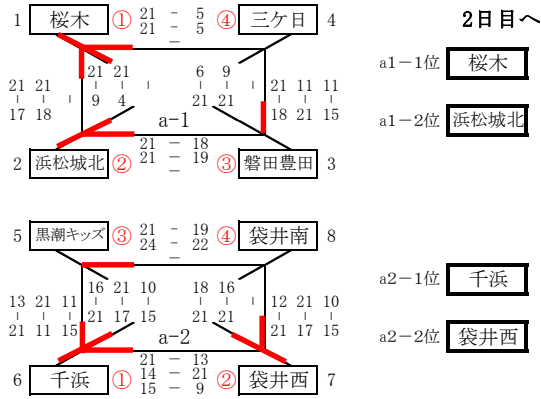 2日目へ
1 桜木 ① 21 - 5 ④ 三ケ日 4
21 - 5
-
a1-1位 桜木
21 21 6 9
21 21 | - - | 21 11 11
- - | 9 4 | 21 21 - - -
17 18 18 21 15
a-1
a1-2位 浜松城北
21 - 18
2 浜松城北 ② 21 - 19 ③ 磐田豊田 3
-
5 黒潮キッズ ③ 21 - 19 ④ 袋井南 8
24 - 22
-
a2-1位 千浜
16 21 10 18 16
13 21 11 - - - - - | 12 21 10
- - - 21 17 15 21 21 - - -
21 11 15 21 17 15
a-2
a2-2位 袋井西
21 - 13
6 千浜 ① 14 - 21 ② 袋井西 7
15 - 9